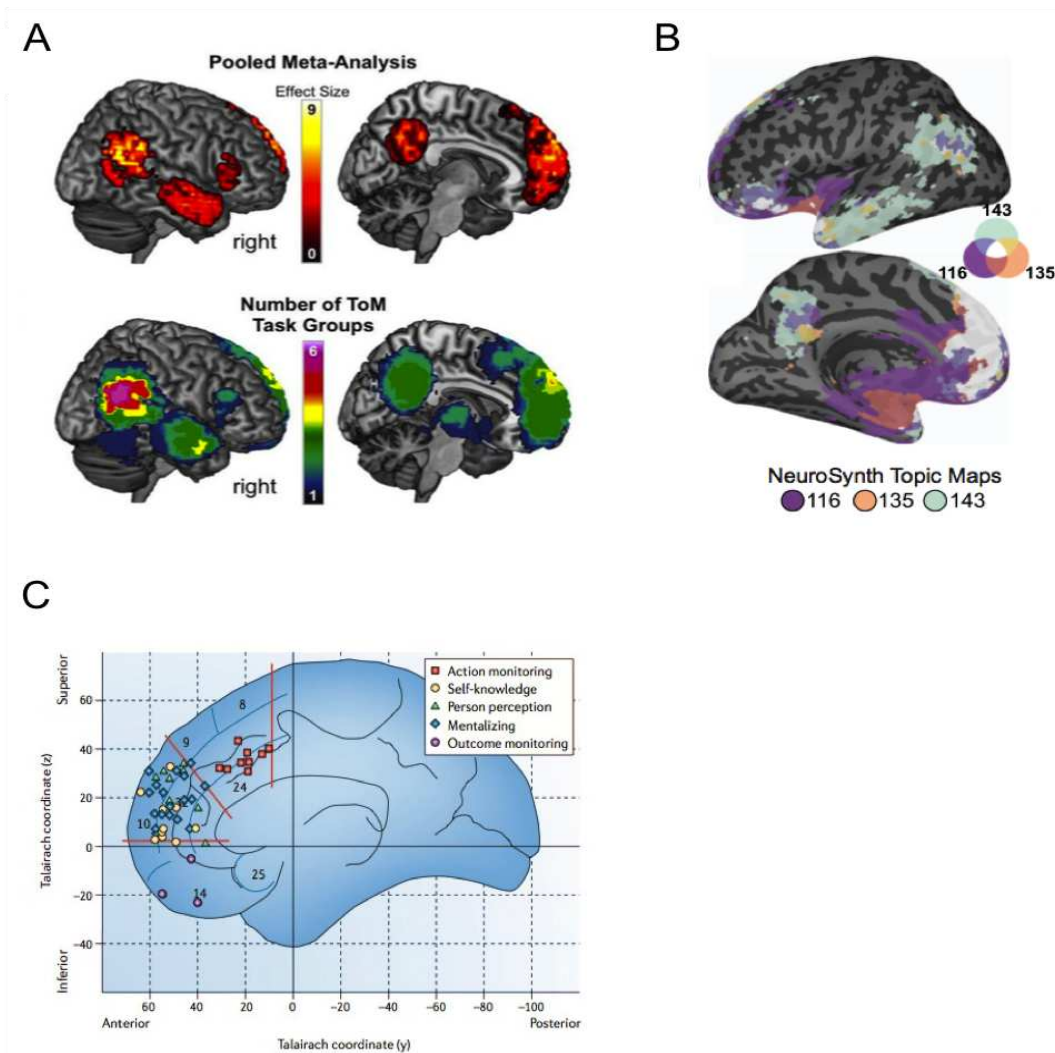 A
Pooled Meta-Analysis
Effect Size
9
0
right
Number of ToM
Task Groups
6
1
right
B
143
116
135
NeuroSynth Topic Maps
116 135 143
C
Superior
Talairach coordinate (z)
Inferior
60
40
20
0
−20
−40
Action monitoring
Self-knowledge
Person perception
Mentalizing
Outcome monitoring
8
9
24
32
10
25
14
60 40 20 0 −20 −40 −60 −80 −100
Anterior Posterior
Talairach coordinate (y)